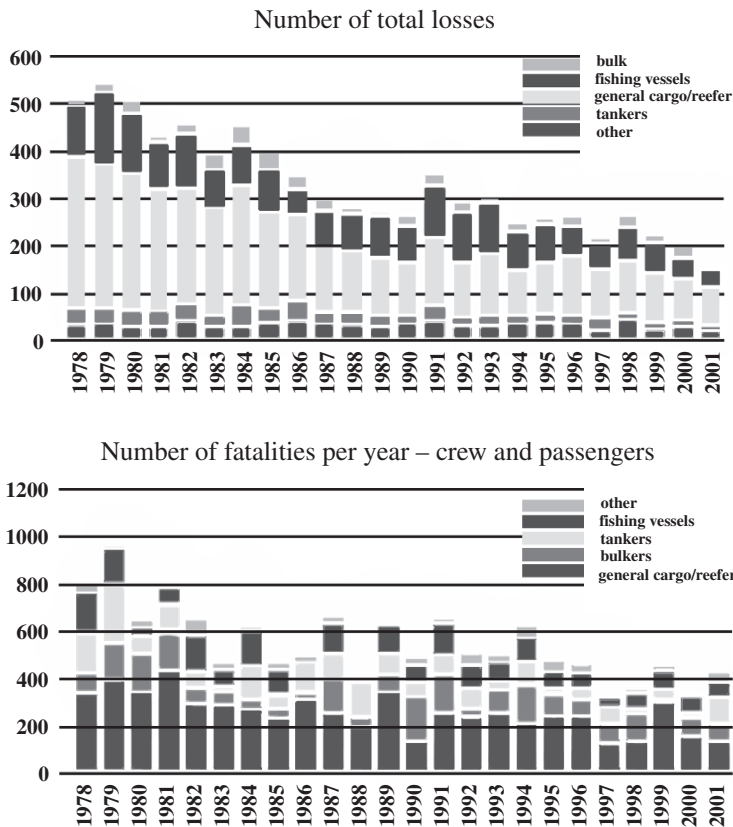 Number of total losses
600
500
400
300
200
100
0
bulk
fishing vessels
general cargo/reefer
tankers
other
1978 1979 1980 1981 1982 1983 1984 1985 1986 1987 1988 1989 1990 1991 1992 1993 1994 1995 1996 1997 1998 1999 2000 2001
Number of fatalities per year – crew and passengers
1200
1000
800
600
400
200
0
other
fishing vessels
tankers
bulkers
general cargo/reefer
1978 1979 1980 1981 1982 1983 1984 1985 1986 1987 1988 1989 1990 1991 1992 1993 1994 1995 1996 1997 1998 1999 2000 2001